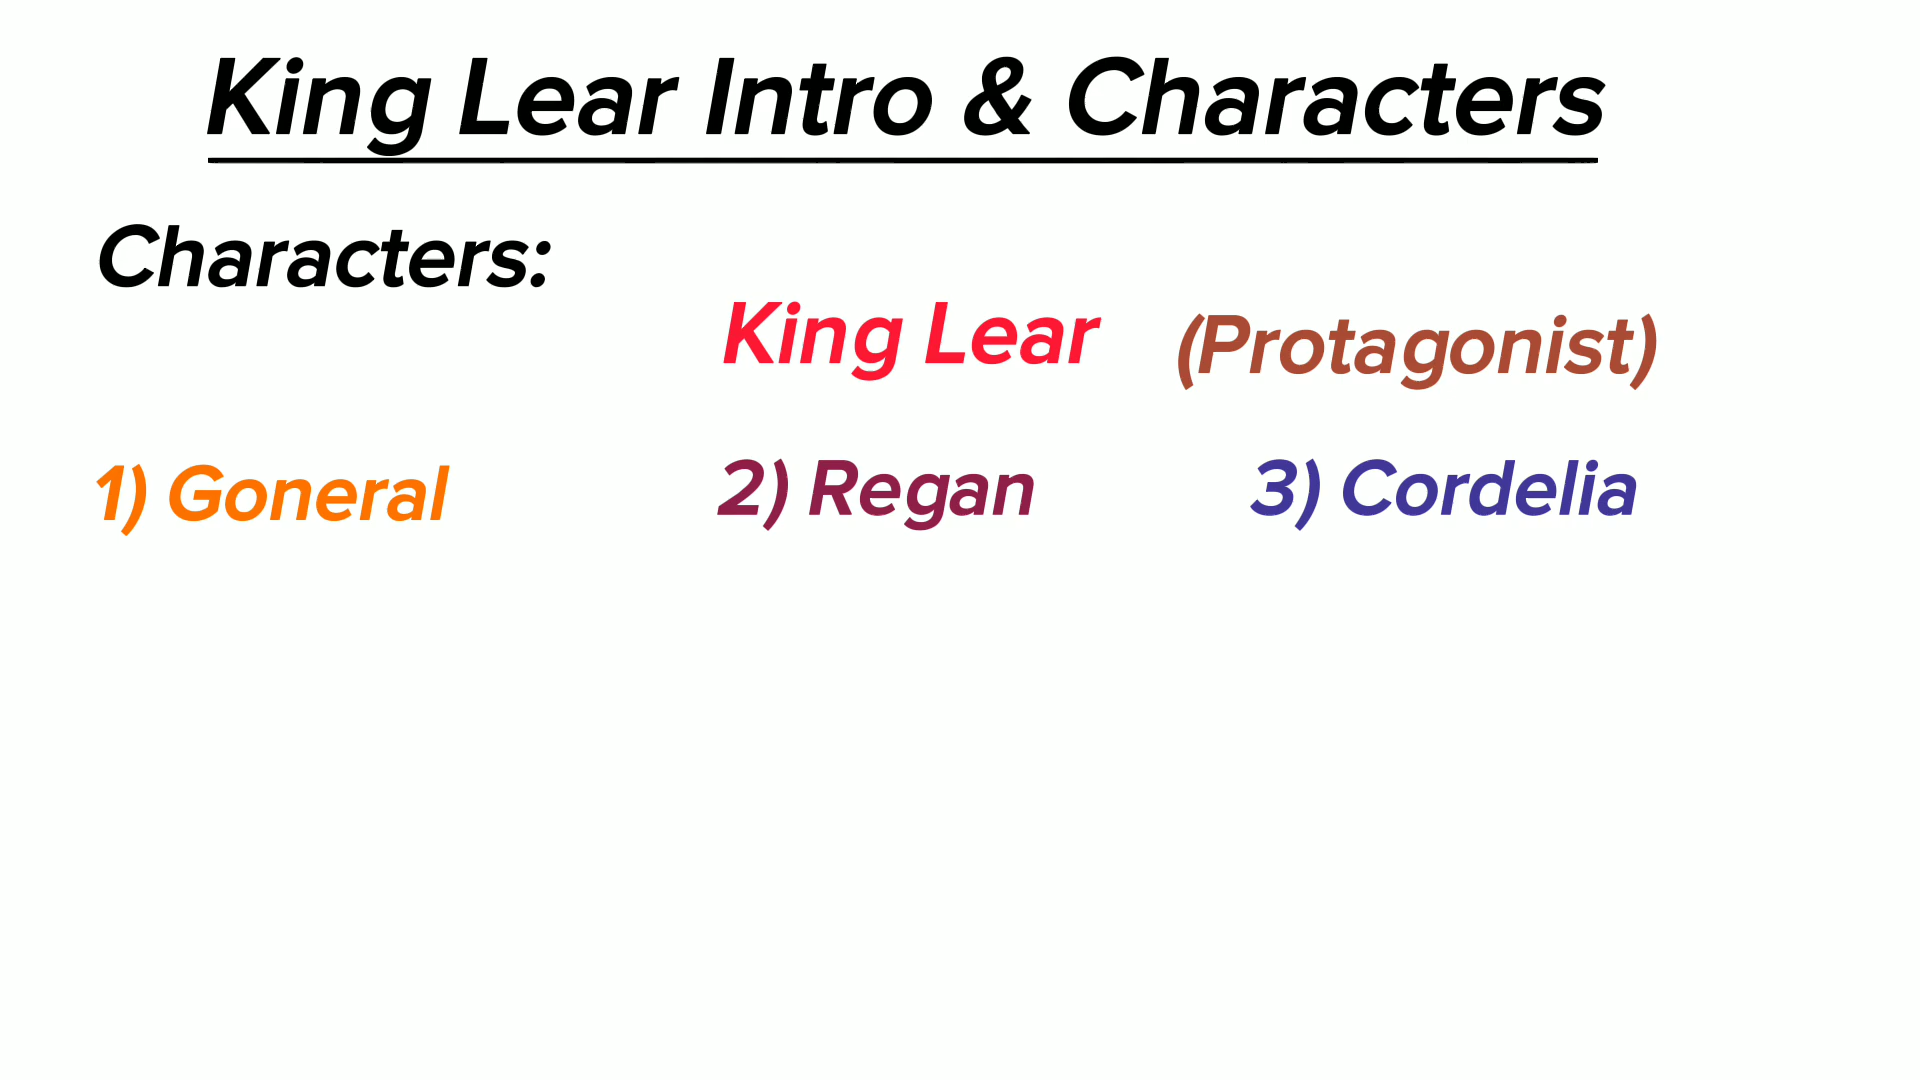 King Lear Intro & Characters
Characters:
King Lear (Protagonist)
1) Goneral 2) Regan 3) Cordelia